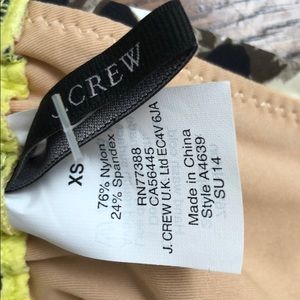 J.CREW
XS
76% Nylon
24% Spandex
RN77388
CA56445
J. CREW U.K. Ltd EC4V 6JA
Made in China
Style A4639
SU 14